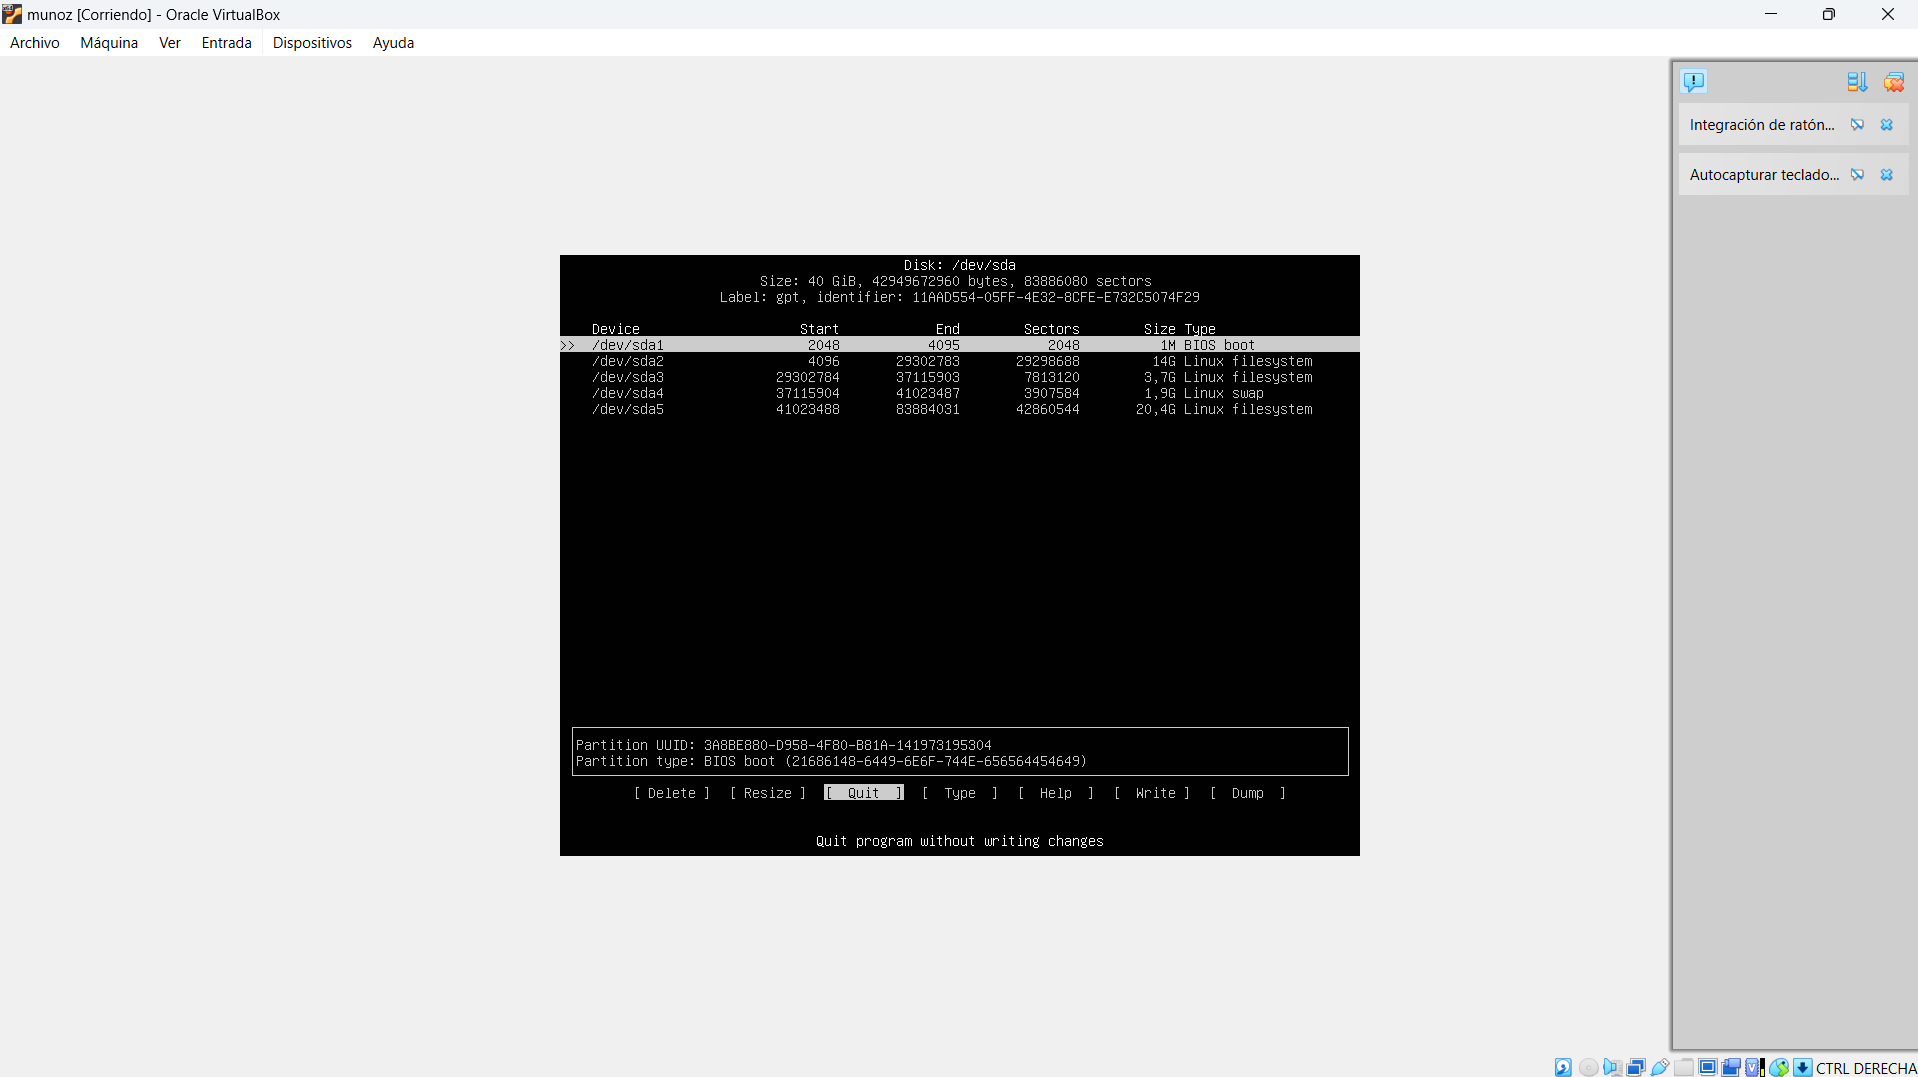 munoz [Corriendo] - Oracle VirtualBox
Archivo Máquina Ver Entrada Dispositivos Ayuda
Integración de ratón...
Autocapturar teclado...
Disk: /dev/sda
Size: 40 GiB, 42949672960 bytes, 83886080 sectors
Label: gpt, identifier: 11AAD554-05FF-4E32-8CFE-E732C5074F29
Device Start End Sectors Size Type
>> /dev/sda1 2048 4095 2048 1M BIOS boot
/dev/sda2 4096 29302783 29298688 14G Linux filesystem
/dev/sda3 29302784 37115903 7813120 3,7G Linux filesystem
/dev/sda4 37115904 41023487 3907584 1,9G Linux swap
/dev/sda5 41023488 83884031 42860544 20,4G Linux filesystem
Partition UUID: 3A8BE880-D958-4F80-B81A-141973195304
Partition type: BIOS boot (21686148-6449-6E6F-744E-656564454649)
[ Delete ] [ Resize ] [ Quit ] [ Type ] [ Help ] [ Write ] [ Dump ]
Quit program without writing changes
CTRL DERECHA